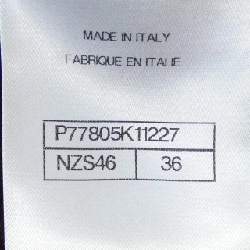 MADE IN ITALY
FABRIQUE EN ITALIE
P77805K11227
NZS46 36